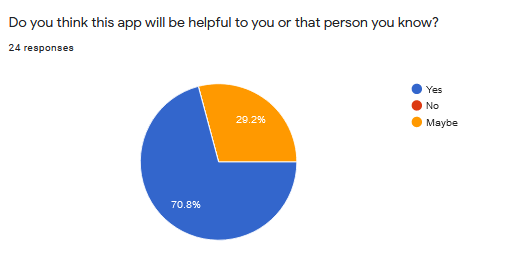 Do you think this app will be helpful to you or that person you know?
24 responses
Yes
No
Maybe
29.2%
70.8%